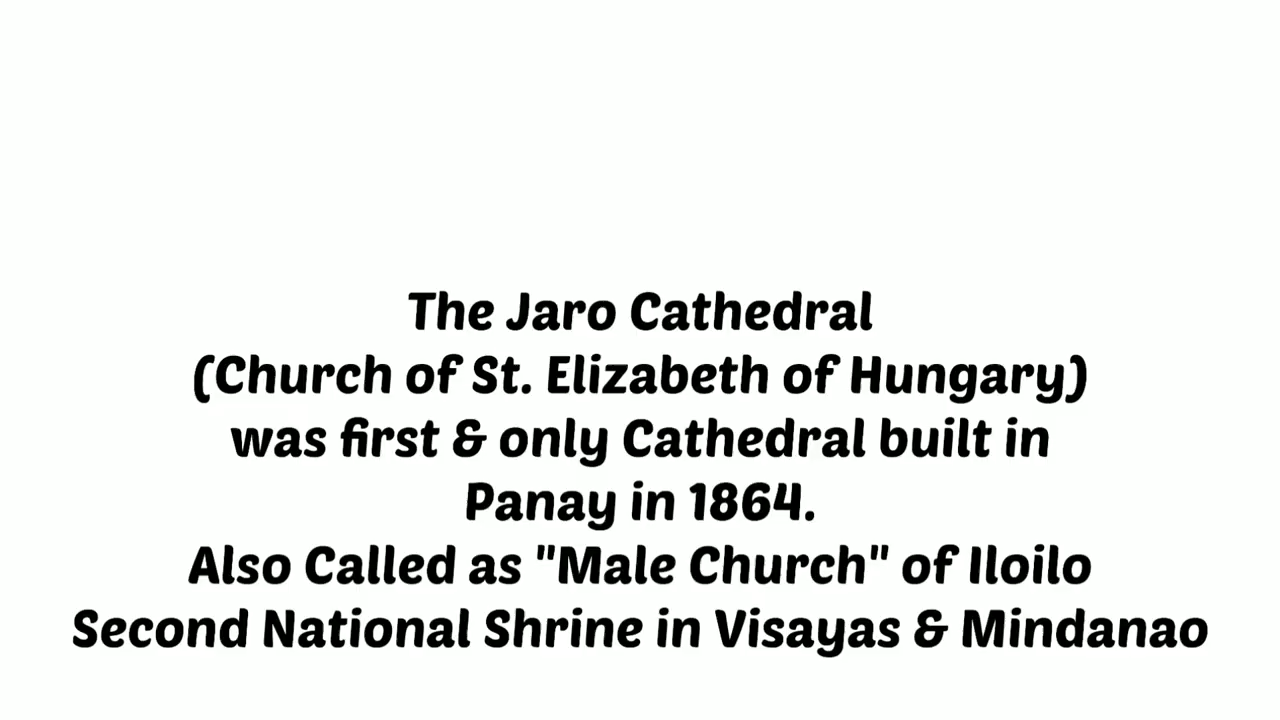 The Jaro Cathedral
(Church of St. Elizabeth of Hungary)
was first & only Cathedral built in
Panay in 1864.
Also Called as "Male Church" of Iloilo
Second National Shrine in Visayas & Mindanao